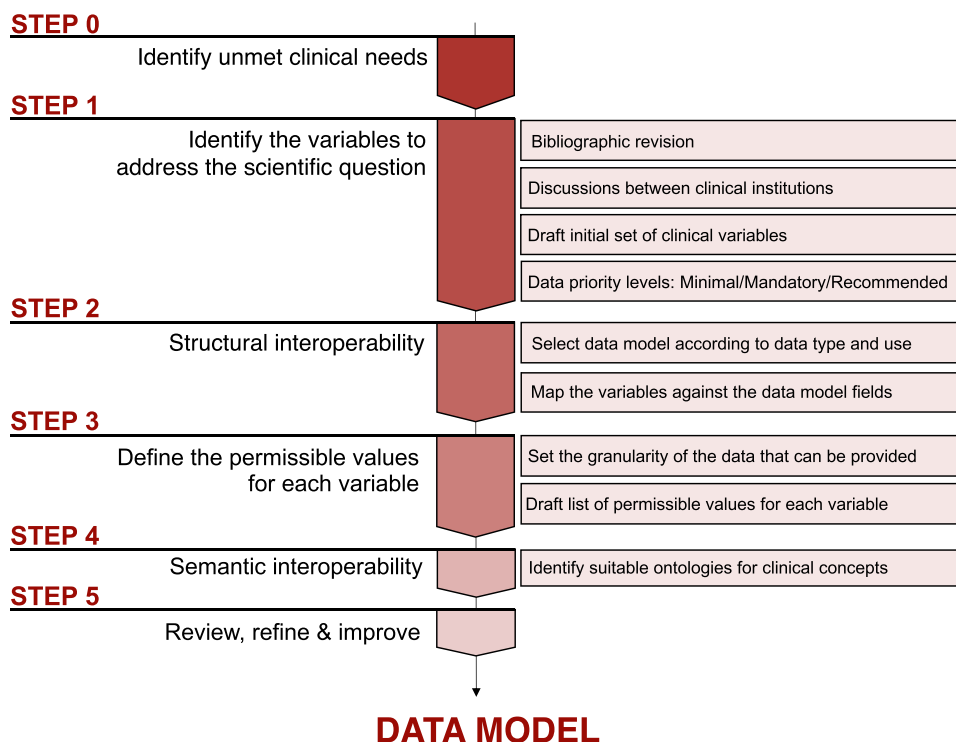 STEP 0
Identify unmet clinical needs
STEP 1
Identify the variables to
address the scientific question
Bibliographic revision
Discussions between clinical institutions
Draft initial set of clinical variables
Data priority levels: Minimal/Mandatory/Recommended
STEP 2
Structural interoperability
Select data model according to data type and use
Map the variables against the data model fields
STEP 3
Define the permissible values
for each variable
Set the granularity of the data that can be provided
Draft list of permissible values for each variable
STEP 4
Semantic interoperability
Identify suitable ontologies for clinical concepts
STEP 5
Review, refine & improve
DATA MODEL